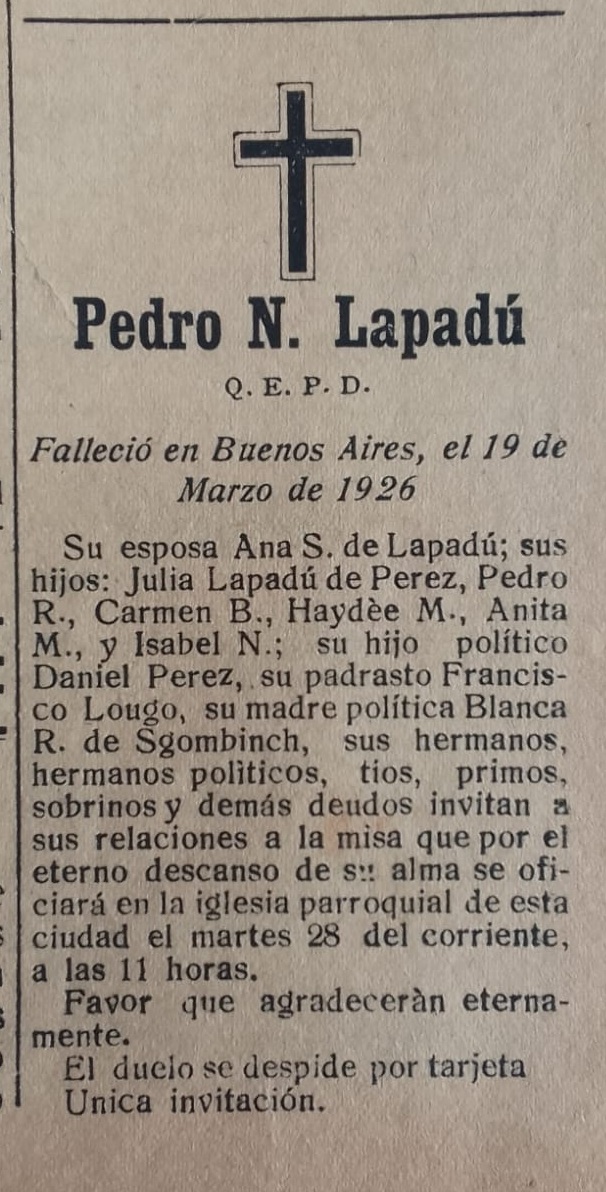 Pedro N. Lapadú
Q. E. P. D.
Falleció en Buenos Aires, el 19 de
Marzo de 1926
Su esposa Ana S. de Lapadú; sus
hijos: Julia Lapadú de Perez, Pedro
R., Carmen B., Haydèe M., Anita
M., y Isabel N.; su hijo político
Daniel Perez, su padrasto Francis-
co Lougo, su madre política Blanca
R. de Sgombinch, sus hermanos,
hermanos polìticos, tios, primos,
sobrinos y demás deudos invitan a
sus relaciones a la misa que por el
eterno descanso de su alma se ofi-
ciará en la iglesia parroquial de esta
ciudad el martes 28 del corriente,
a las 11 horas.
Favor que agradeceràn eterna-
mente.
El duelo se despide por tarjeta
Unica invitación.